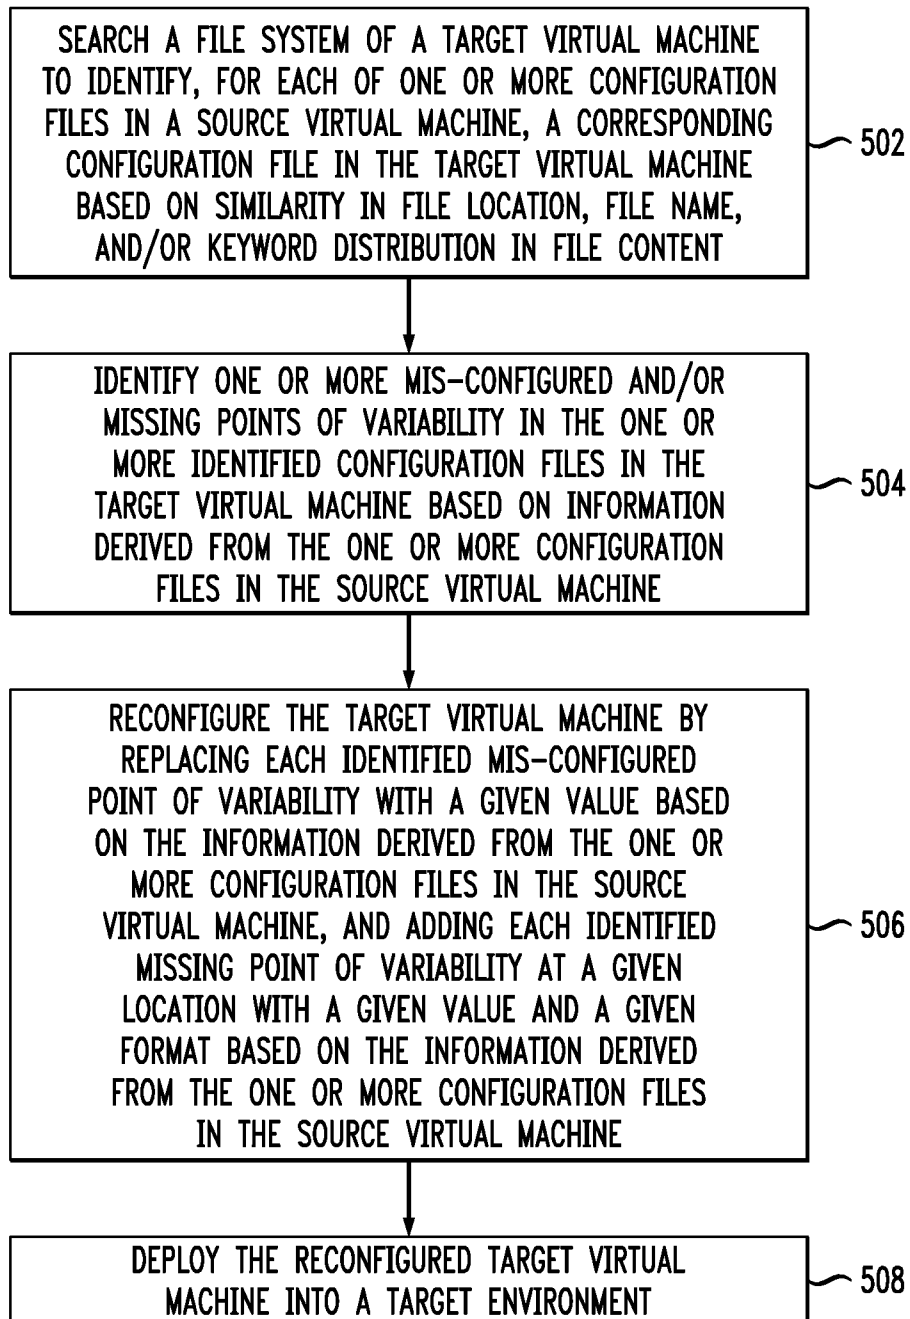 SEARCH A FILE SYSTEM OF A TARGET VIRTUAL MACHINE
TO IDENTIFY, FOR EACH OF ONE OR MORE CONFIGURATION
FILES IN A SOURCE VIRTUAL MACHINE, A CORRESPONDING
CONFIGURATION FILE IN THE TARGET VIRTUAL MACHINE
BASED ON SIMILARITY IN FILE LOCATION, FILE NAME,
AND/OR KEYWORD DISTRIBUTION IN FILE CONTENT
502
IDENTIFY ONE OR MORE MIS-CONFIGURED AND/OR
MISSING POINTS OF VARIABILITY IN THE ONE OR
MORE IDENTIFIED CONFIGURATION FILES IN THE
TARGET VIRTUAL MACHINE BASED ON INFORMATION
DERIVED FROM THE ONE OR MORE CONFIGURATION
FILES IN THE SOURCE VIRTUAL MACHINE
504
RECONFIGURE THE TARGET VIRTUAL MACHINE BY
REPLACING EACH IDENTIFIED MIS-CONFIGURED
POINT OF VARIABILITY WITH A GIVEN VALUE BASED
ON THE INFORMATION DERIVED FROM THE ONE OR
MORE CONFIGURATION FILES IN THE SOURCE
VIRTUAL MACHINE, AND ADDING EACH IDENTIFIED
MISSING POINT OF VARIABILITY AT A GIVEN
LOCATION WITH A GIVEN VALUE AND A GIVEN
FORMAT BASED ON THE INFORMATION DERIVED
FROM THE ONE OR MORE CONFIGURATION FILES
IN THE SOURCE VIRTUAL MACHINE
506
DEPLOY THE RECONFIGURED TARGET VIRTUAL
MACHINE INTO A TARGET ENVIRONMENT
508